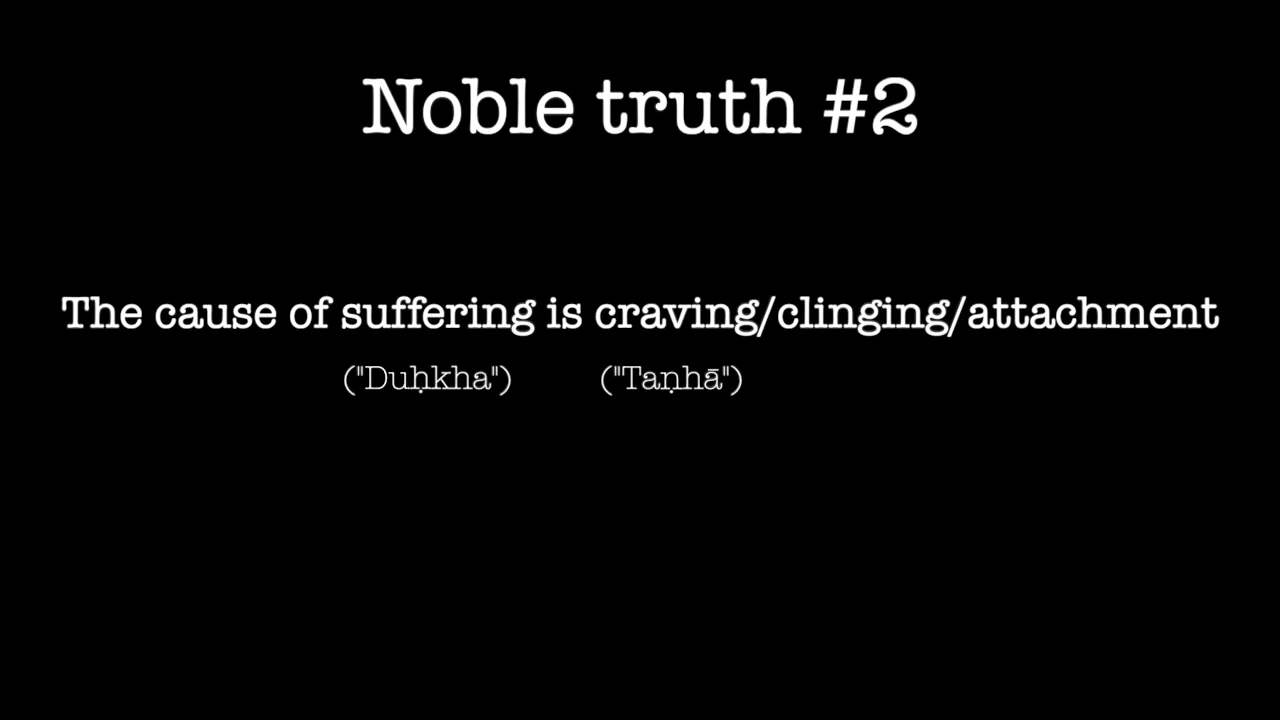 Noble truth #2
The cause of suffering is craving/clinging/attachment
("Duḥkha") ("Taṇhā")